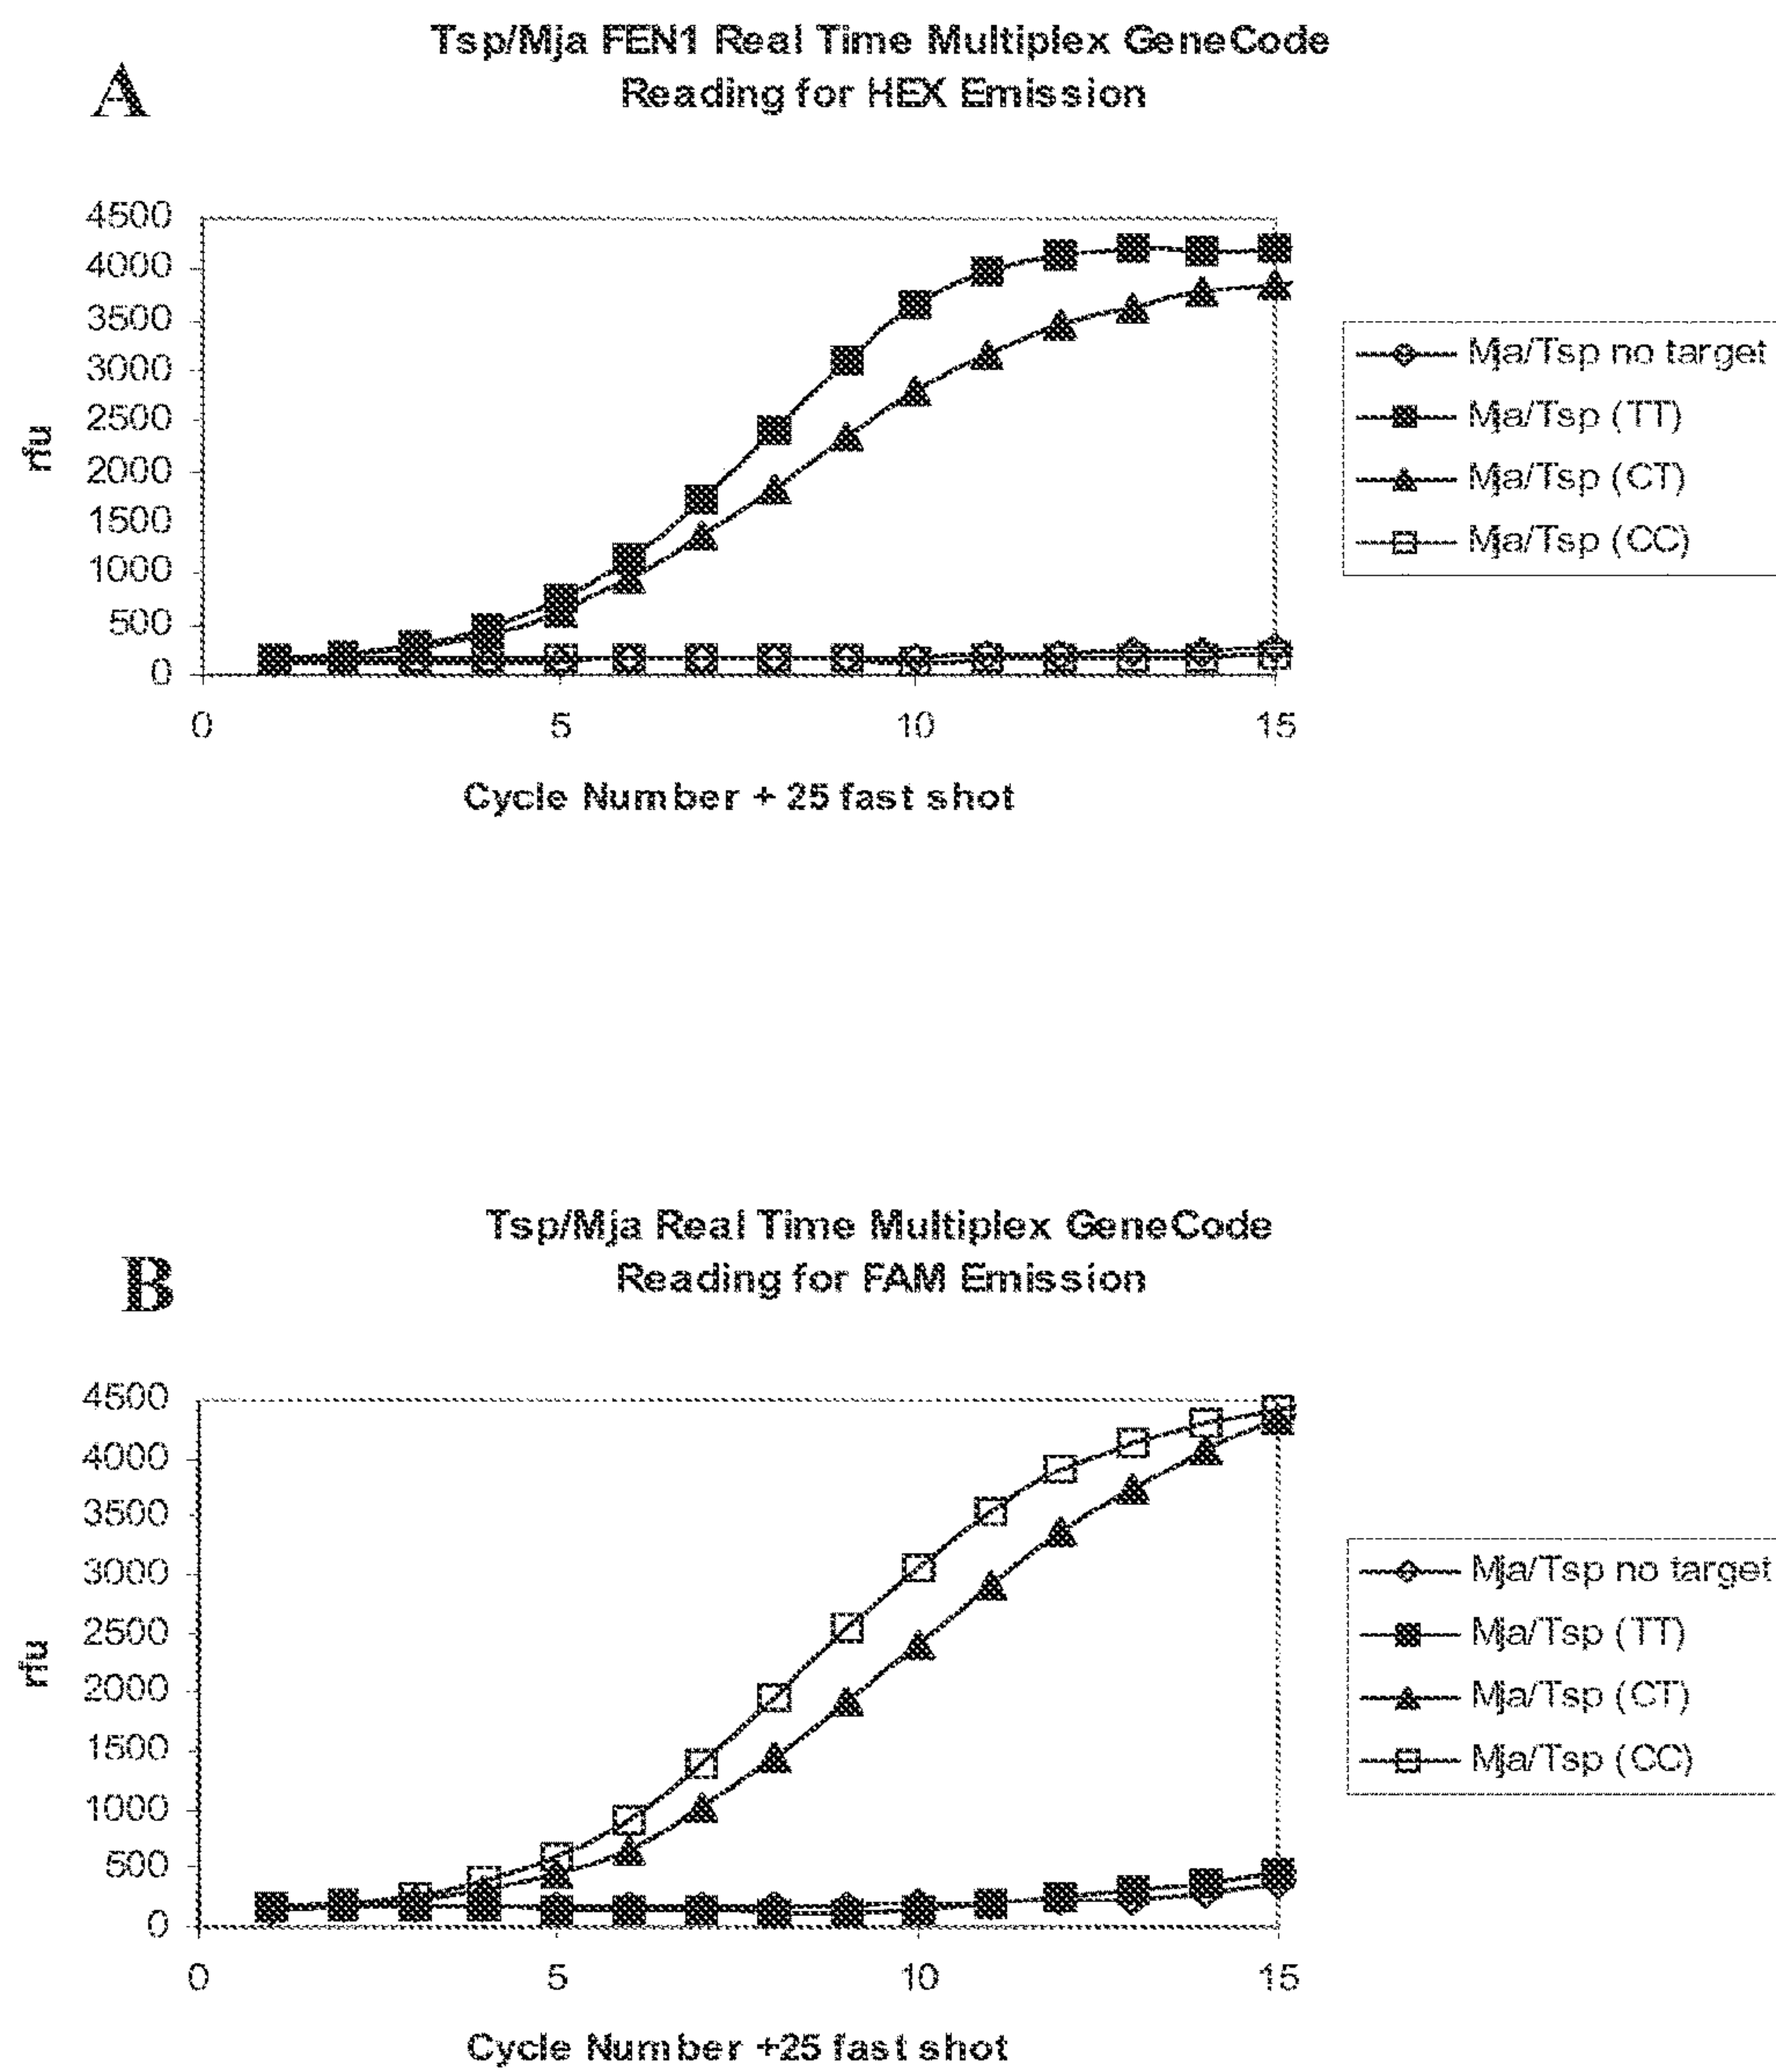 A
Tsp/Mja FEN1 Real Time Multiplex GeneCode
Reading for HEX Emission
4500
4000
3500
3000
2500
2000
1500
1000
500
0
rfu
0 5 10 15
Cycle Number + 25 fast shot
Mja/Tsp no target
Mja/Tsp (TT)
Mja/Tsp (CT)
Mja/Tsp (CC)
B
Tsp/Mja Real Time Multiplex GeneCode
Reading for FAM Emission
4500
4000
3500
3000
2500
2000
1500
1000
500
0
rfu
0 5 10 15
Cycle Number +25 fast shot
Mja/Tsp no target
Mja/Tsp (TT)
Mja/Tsp (CT)
Mja/Tsp (CC)